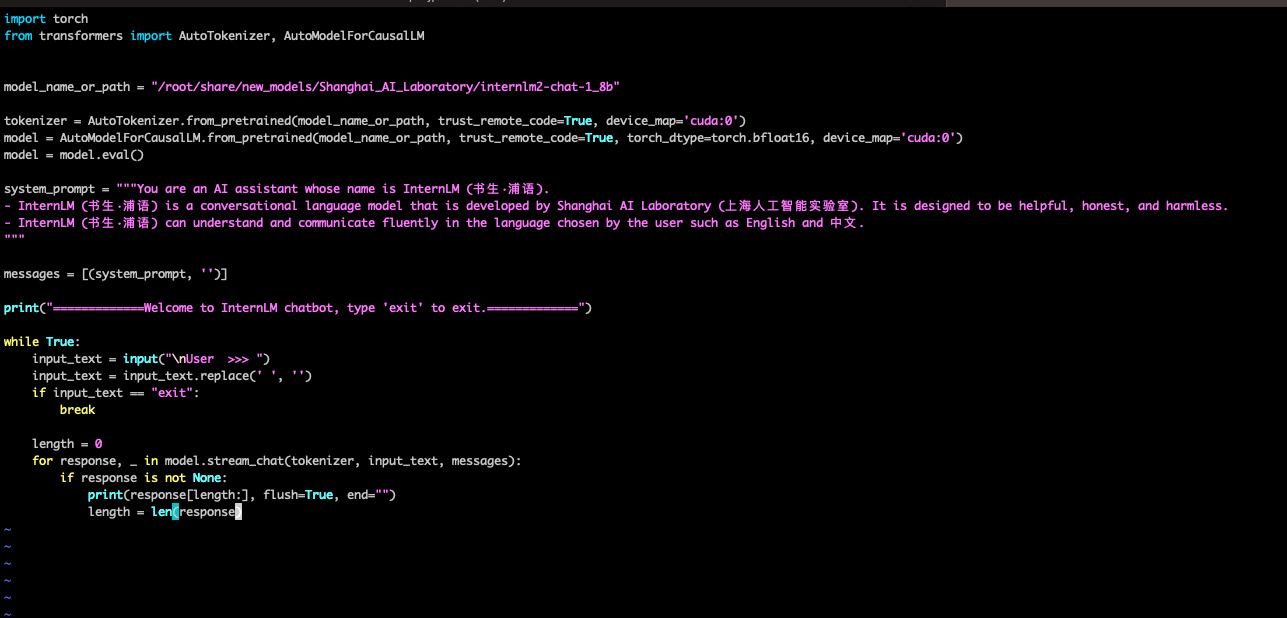 import torch
from transformers import AutoTokenizer, AutoModelForCausalLM
model_name_or_path = "/root/share/new_models/Shanghai_AI_Laboratory/internlm2-chat-1_8b"
tokenizer = AutoTokenizer.from_pretrained(model_name_or_path, trust_remote_code=True, device_map='cuda:0')
model = AutoModelForCausalLM.from_pretrained(model_name_or_path, trust_remote_code=True, torch_dtype=torch.bfloat16, device_map='cuda:0')
model = model.eval()
system_prompt = """You are an AI assistant whose name is InternLM (书生·浦语).
- InternLM (书生·浦语) is a conversational language model that is developed by Shanghai AI Laboratory (上海人工智能实验室). It is designed to be helpful, honest, and harmless.
- InternLM (书生·浦语) can understand and communicate fluently in the language chosen by the user such as English and 中文.
"""
messages = [(system_prompt, '')]
print("=============Welcome to InternLM chatbot, type 'exit' to exit.=============")
while True:
    input_text = input("\nUser  >>> ")
    input_text = input_text.replace(' ', '')
    if input_text == "exit":
        break
    length = 0
    for response, _ in model.stream_chat(tokenizer, input_text, messages):
        if response is not None:
            print(response[length:], flush=True, end="")
            length = len(response)
~
~
~
~
~
~